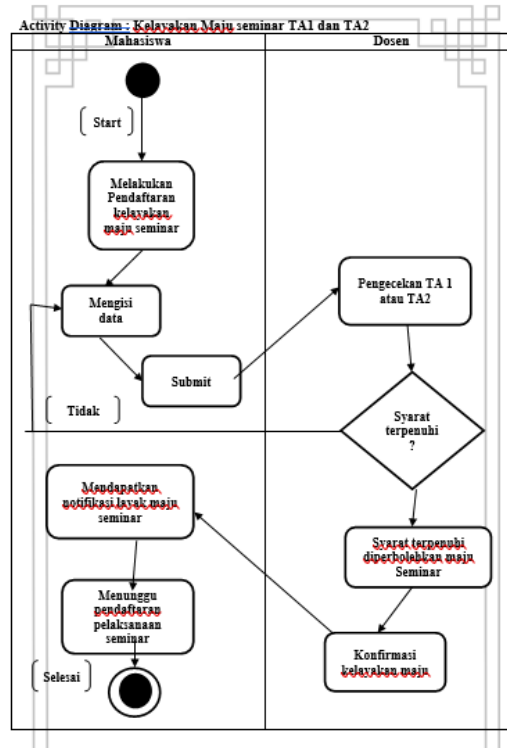 Activity Diagram : Kelayakan Maju seminar TA1 dan TA2
Mahasiswa
Dosen
Start
Melakukan
Pendaftaran
kelayakan
maju seminar
Mengisi
data
Submit
Pengecekan TA 1
atau TA2
Tidak
Syarat
terpenuhi
?
Syarat terpenuhi
diperbolehkan maju
Seminar
Konfirmasi
kelayakan maju
Mendapatkan
notifikasi layak maju
seminar
Menunggu
pendaftaran
pelaksanaan
seminar
Selesai